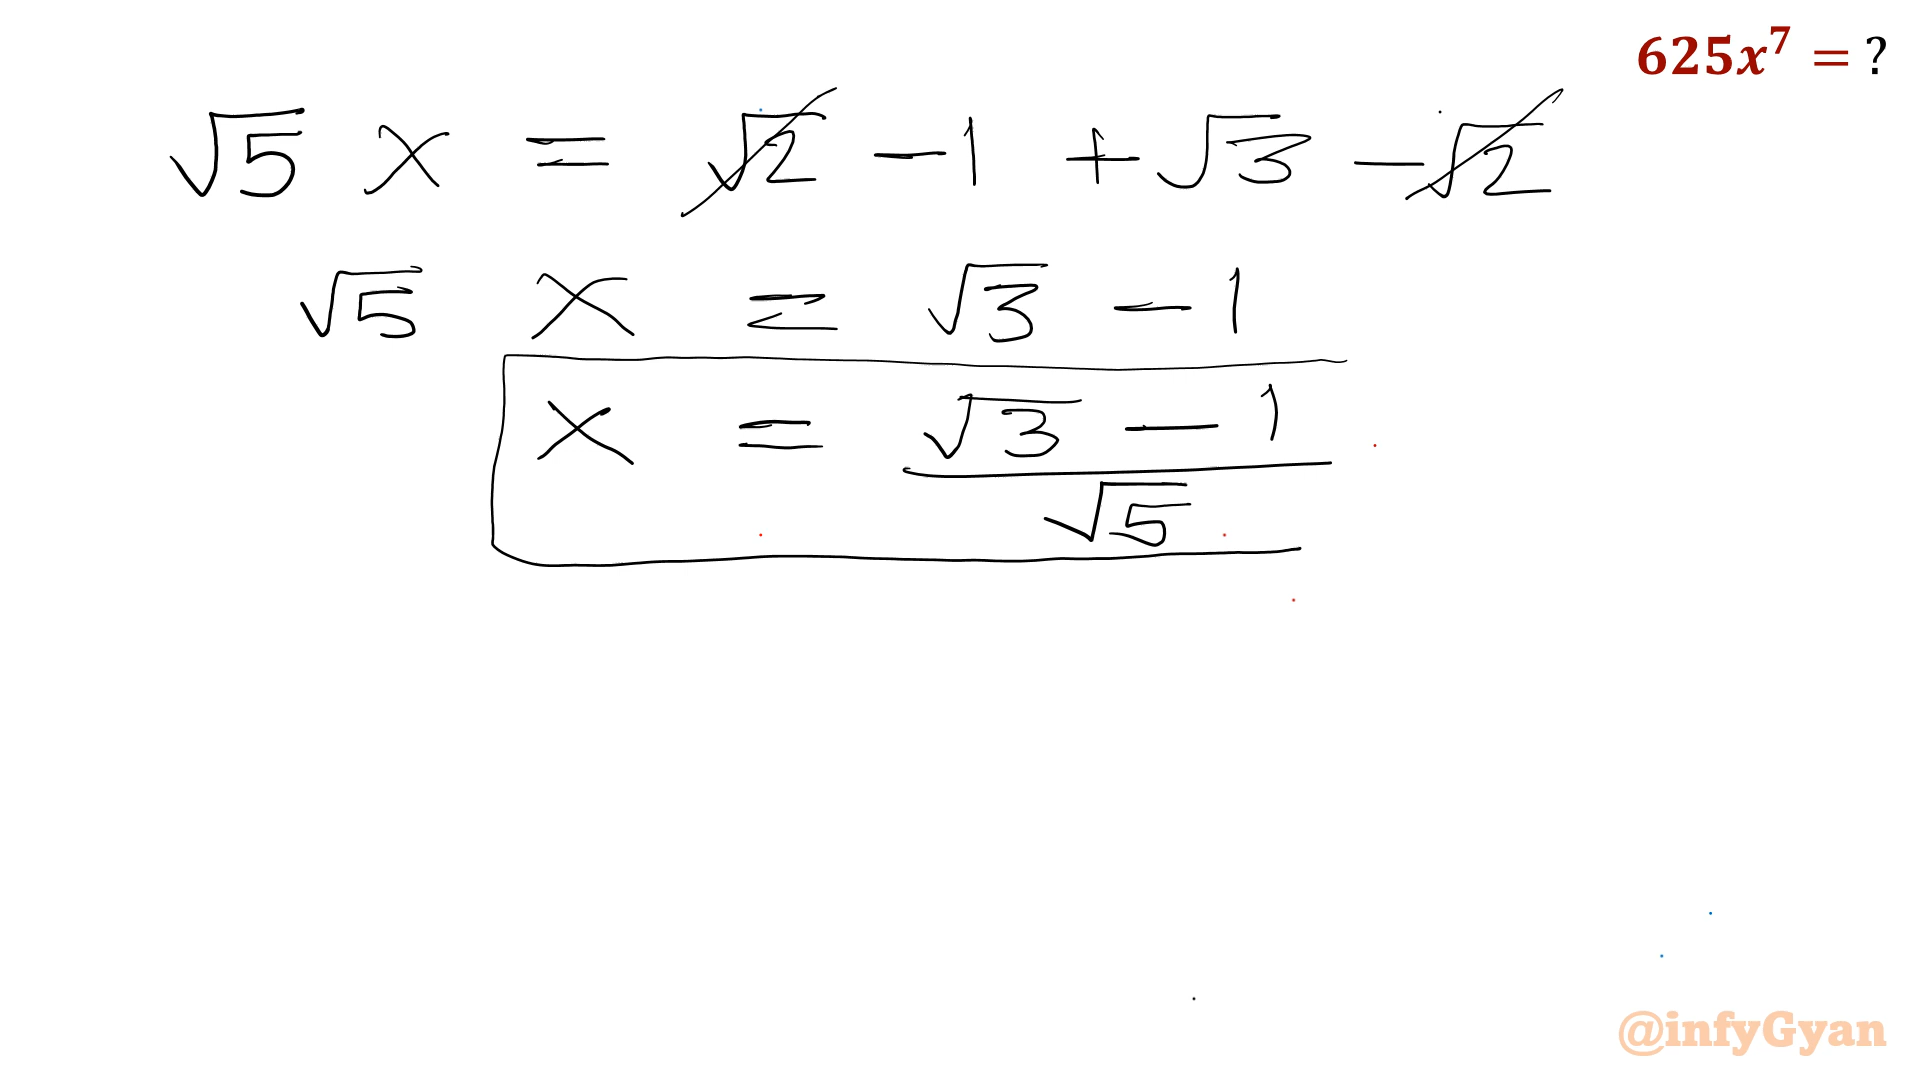 625x⁷ = ?
√5 x = √2 - 1 + √3 - √2
√5 x = √3 - 1
x = (√3 - 1)/√5
@infyGyan